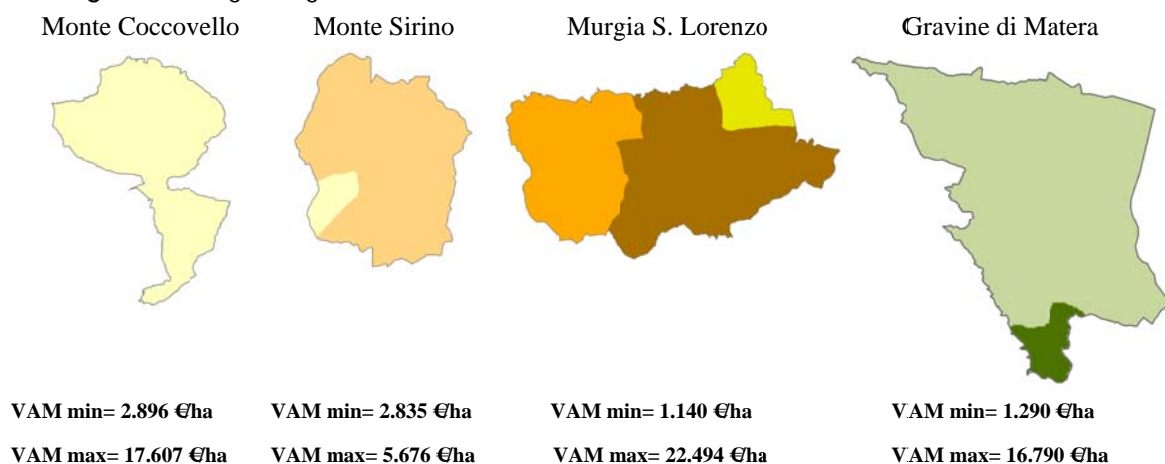 Monte Coccovello Monte Sirino Murgia S. Lorenzo Gravine di Matera
VAM min= 2.896 €/ha VAM min= 2.835 €/ha VAM min= 1.140 €/ha VAM min= 1.290 €/ha
VAM max= 17.607 €/ha VAM max= 5.676 €/ha VAM max= 22.494 €/ha VAM max= 16.790 €/ha